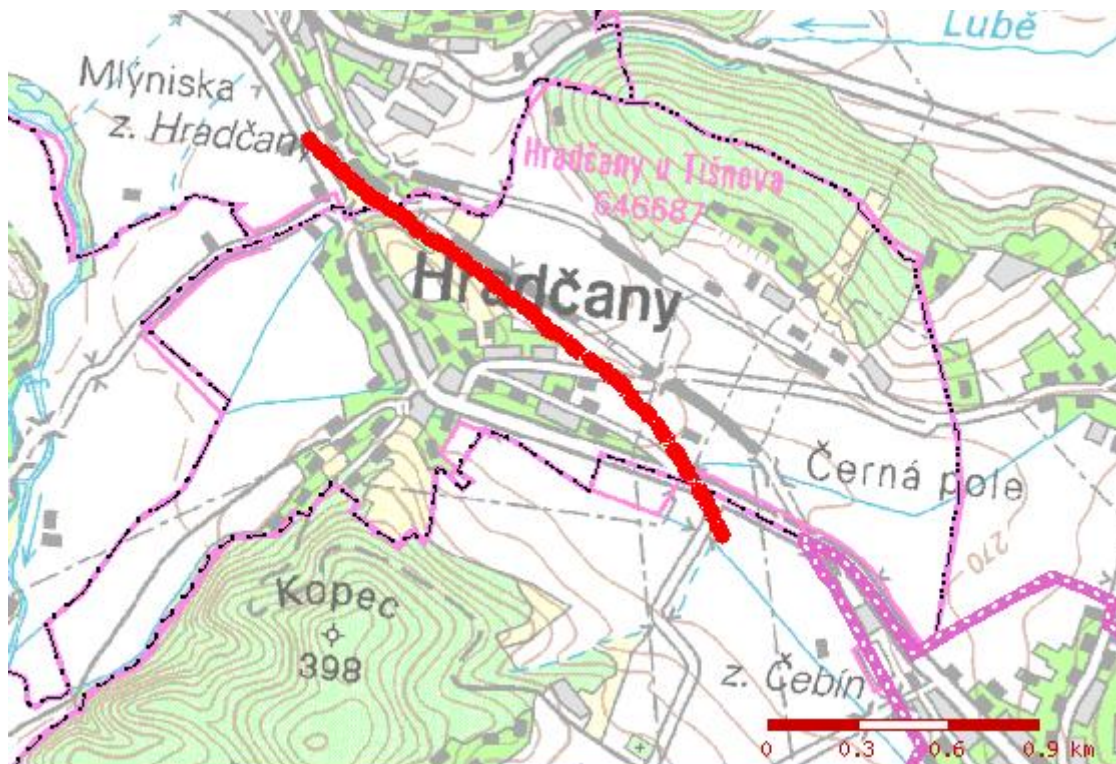 Lubě
Mlýniska
z. Hradčany
Hradčany u Tišnova
646687
Hradčany
Černá pole
270
Kopec
398
z. Čebín
0 0.3 0.6 0.9 km